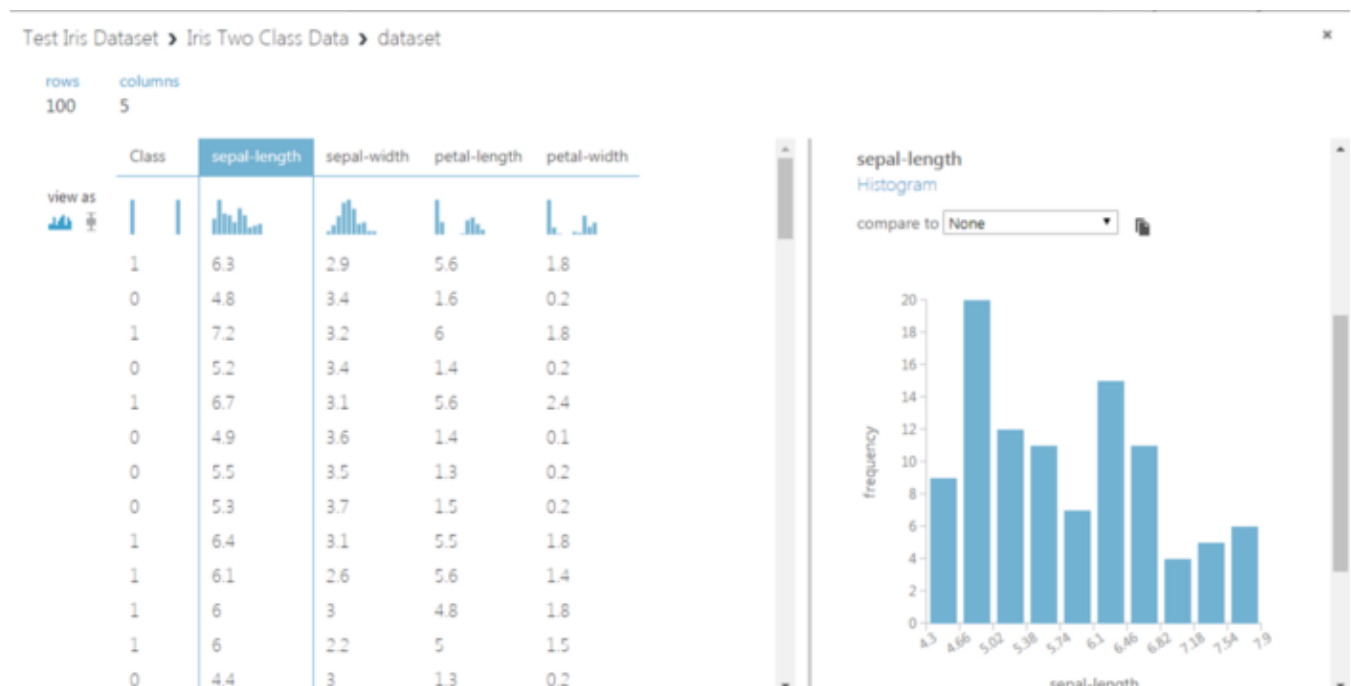 Test Iris Dataset > Iris Two Class Data > dataset ×
rows columns
100 5
Class sepal-length sepal-width petal-length petal-width
view as
1 6.3 2.9 5.6 1.8
0 4.8 3.4 1.6 0.2
1 7.2 3.2 6 1.8
0 5.2 3.4 1.4 0.2
1 6.7 3.1 5.6 2.4
0 4.9 3.6 1.4 0.1
0 5.5 3.5 1.3 0.2
0 5.3 3.7 1.5 0.2
1 6.4 3.1 5.5 1.8
1 6.1 2.6 5.6 1.4
1 6 3 4.8 1.8
1 6 2.2 5 1.5
0 4.4 3 1.3 0.2
sepal-length
Histogram
compare to None
20
18
16
14
12
10
8
6
4
2
0
frequency
4.3 4.66 5.02 5.38 5.74 6.1 6.46 6.82 7.18 7.54 7.9
sepal-length